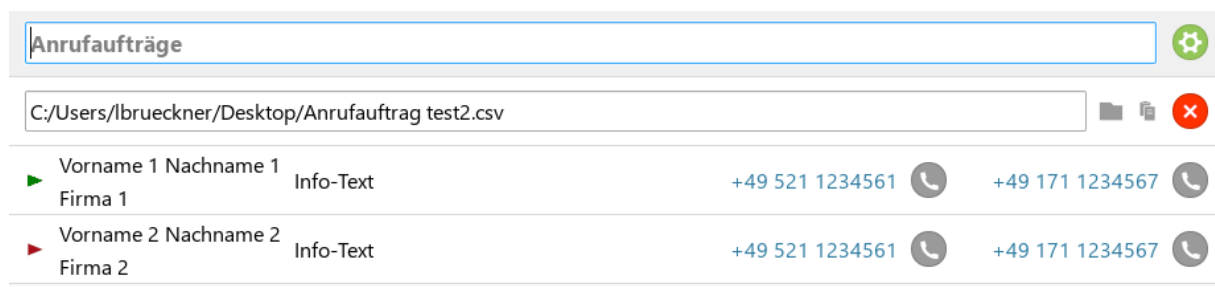 Anrufaufträge
C:/Users/lbrueckner/Desktop/Anrufauftrag test2.csv
Vorname 1 Nachname 1
Firma 1
Info-Text
+49 521 1234561
+49 171 1234567
Vorname 2 Nachname 2
Firma 2
Info-Text
+49 521 1234561
+49 171 1234567